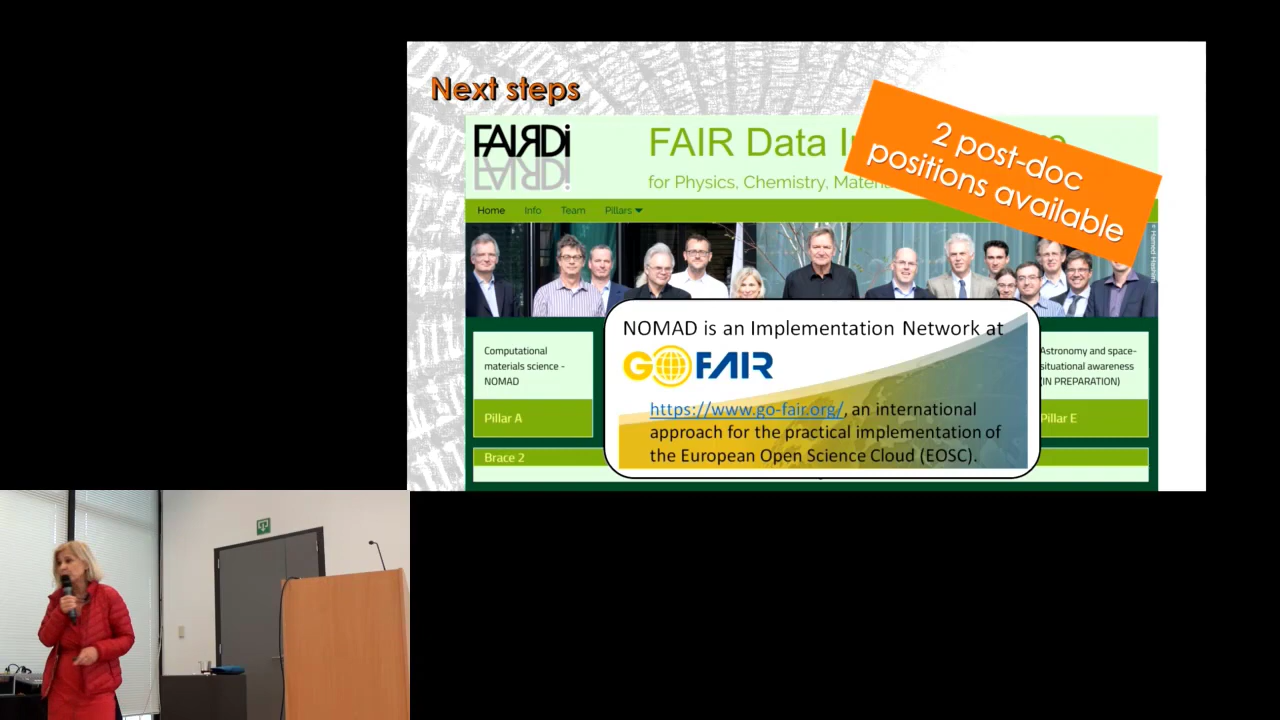 Next steps
FAIRDi
FAIR Data
for Physics, Chemistry,
2 post-doc
positions available
Home Info Team Pillars
NOMAD is an Implementation Network at
GO FAIR
https://www.go-fair.org/, an international
approach for the practical implementation of
the European Open Science Cloud (EOSC).
Computational
materials science -
NOMAD
Pillar A
Astronomy and space-
situational awareness
(IN PREPARATION)
Pillar E
Brace 2